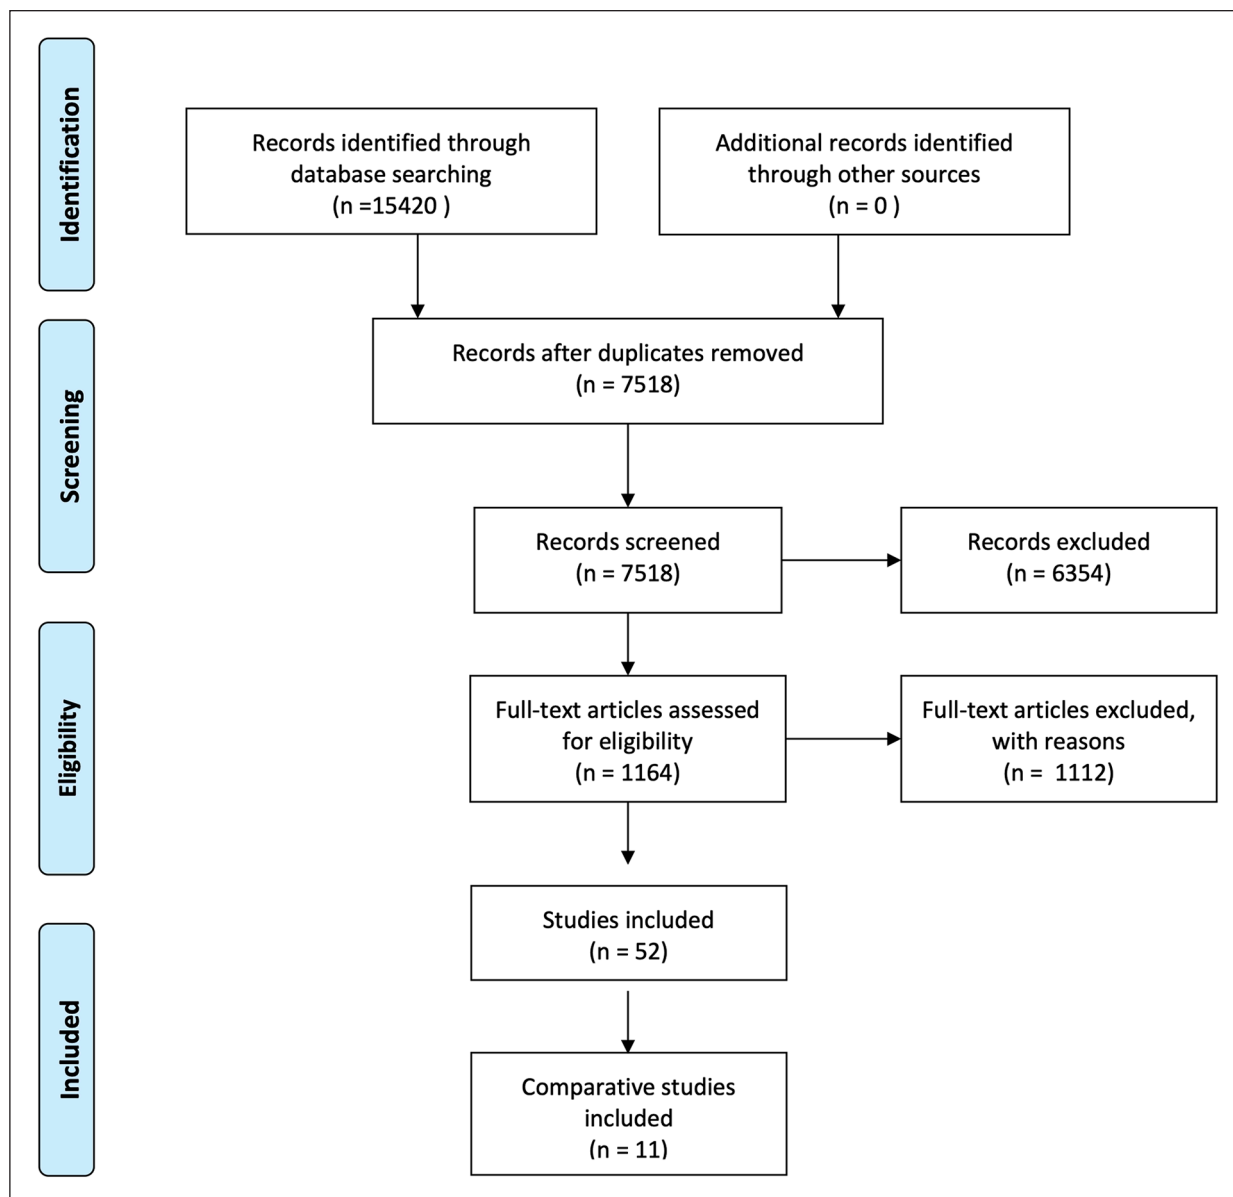 Identification
Records identified through
database searching
(n =15420 )
Additional records identified
through other sources
(n = 0 )
Screening
Records after duplicates removed
(n = 7518)
Records screened
(n = 7518)
Records excluded
(n = 6354)
Eligibility
Full-text articles assessed
for eligibility
(n = 1164)
Full-text articles excluded,
with reasons
(n =  1112)
Included
Studies included
(n = 52)
Comparative studies
included
(n = 11)